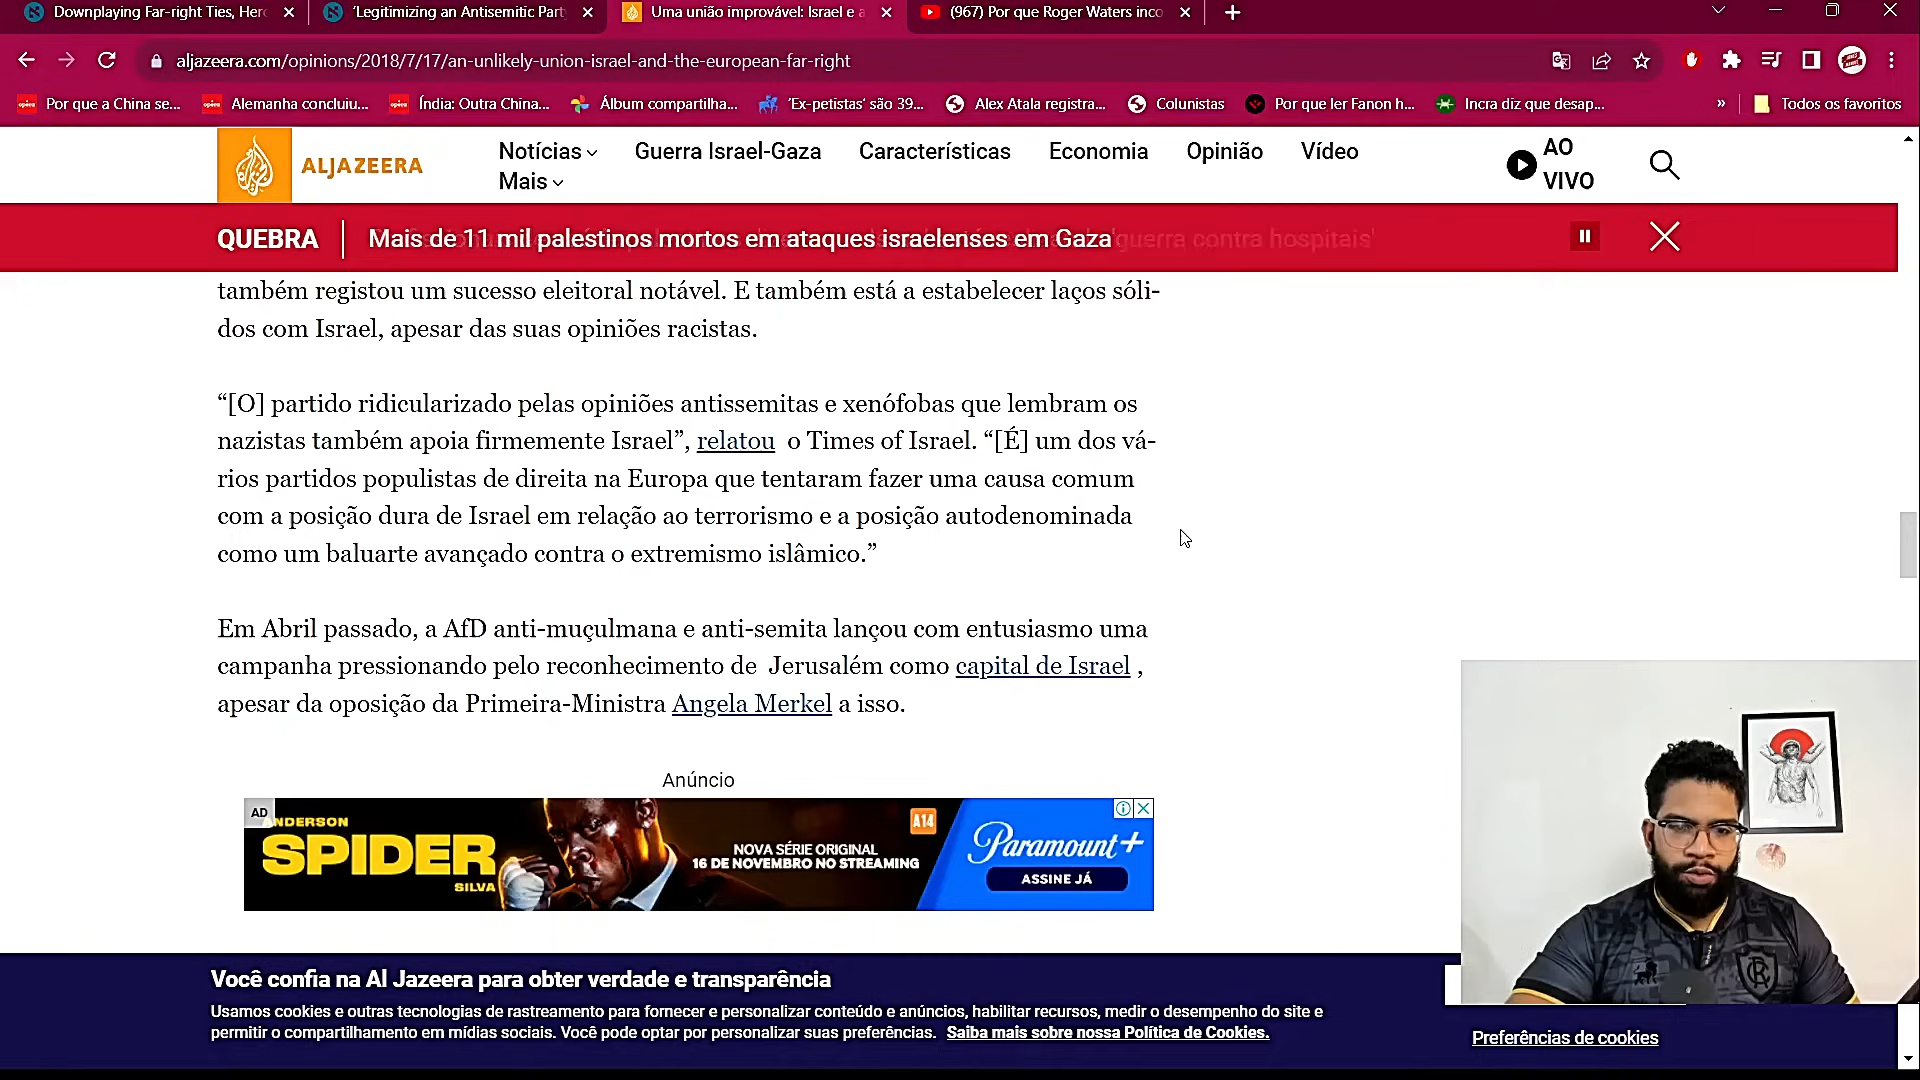 Downplaying Far-right Ties, Her
'Legitimizing an Antisemitic Part
Uma união improvável: Israel e a
(967) Por que Roger Waters inco
aljazeera.com/opinions/2018/7/17/an-unlikely-union-israel-and-the-european-far-right
Por que a China se...
Alemanha concluiu...
Índia: Outra China...
Álbum compartilha...
'Ex-petistas' são 39...
Alex Atala registra...
Colunistas
Por que ler Fanon h...
Incra diz que desap...
»
Todos os favoritos
ALJAZEERA
Notícias
Guerra Israel-Gaza
Características
Economia
Opinião
Vídeo
Mais
AO
VIVO
QUEBRA
Mais de 11 mil palestinos mortos em ataques israelenses em Gaza
guerra contra hospitais'
também registou um sucesso eleitoral notável. E também está a estabelecer laços sóli-
dos com Israel, apesar das suas opiniões racistas.
“[O] partido ridicularizado pelas opiniões antissemitas e xenófobas que lembram os
nazistas também apoia firmemente Israel”, relatou o Times of Israel. “[É] um dos vá-
rios partidos populistas de direita na Europa que tentaram fazer uma causa comum
com a posição dura de Israel em relação ao terrorismo e a posição autodenominada
como um baluarte avançado contra o extremismo islâmico.”
Em Abril passado, a AfD anti-muçulmana e anti-semita lançou com entusiasmo uma
campanha pressionando pelo reconhecimento de Jerusalém como capital de Israel ,
apesar da oposição da Primeira-Ministra Angela Merkel a isso.
Anúncio
AD
ANDERSON
SPIDER
SILVA
A14
NOVA SÉRIE ORIGINAL
16 DE NOVEMBRO NO STREAMING
Paramount+
ASSINE JÁ
Você confia na Al Jazeera para obter verdade e transparência
Usamos cookies e outras tecnologias de rastreamento para fornecer e personalizar conteúdo e anúncios, habilitar recursos, medir o desempenho do site e
permitir o compartilhamento em mídias sociais. Você pode optar por personalizar suas preferências. Saiba mais sobre nossa Política de Cookies.
Preferências de cookies